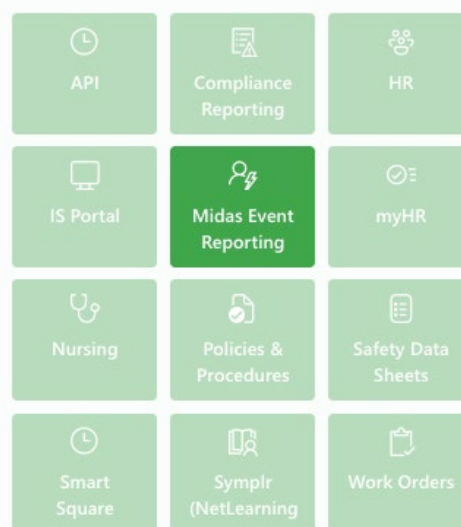 API
Compliance
Reporting
HR
IS Portal
Midas Event
Reporting
myHR
Nursing
Policies &
Procedures
Safety Data
Sheets
Smart
Square
Symplr
(NetLearning
Work Orders